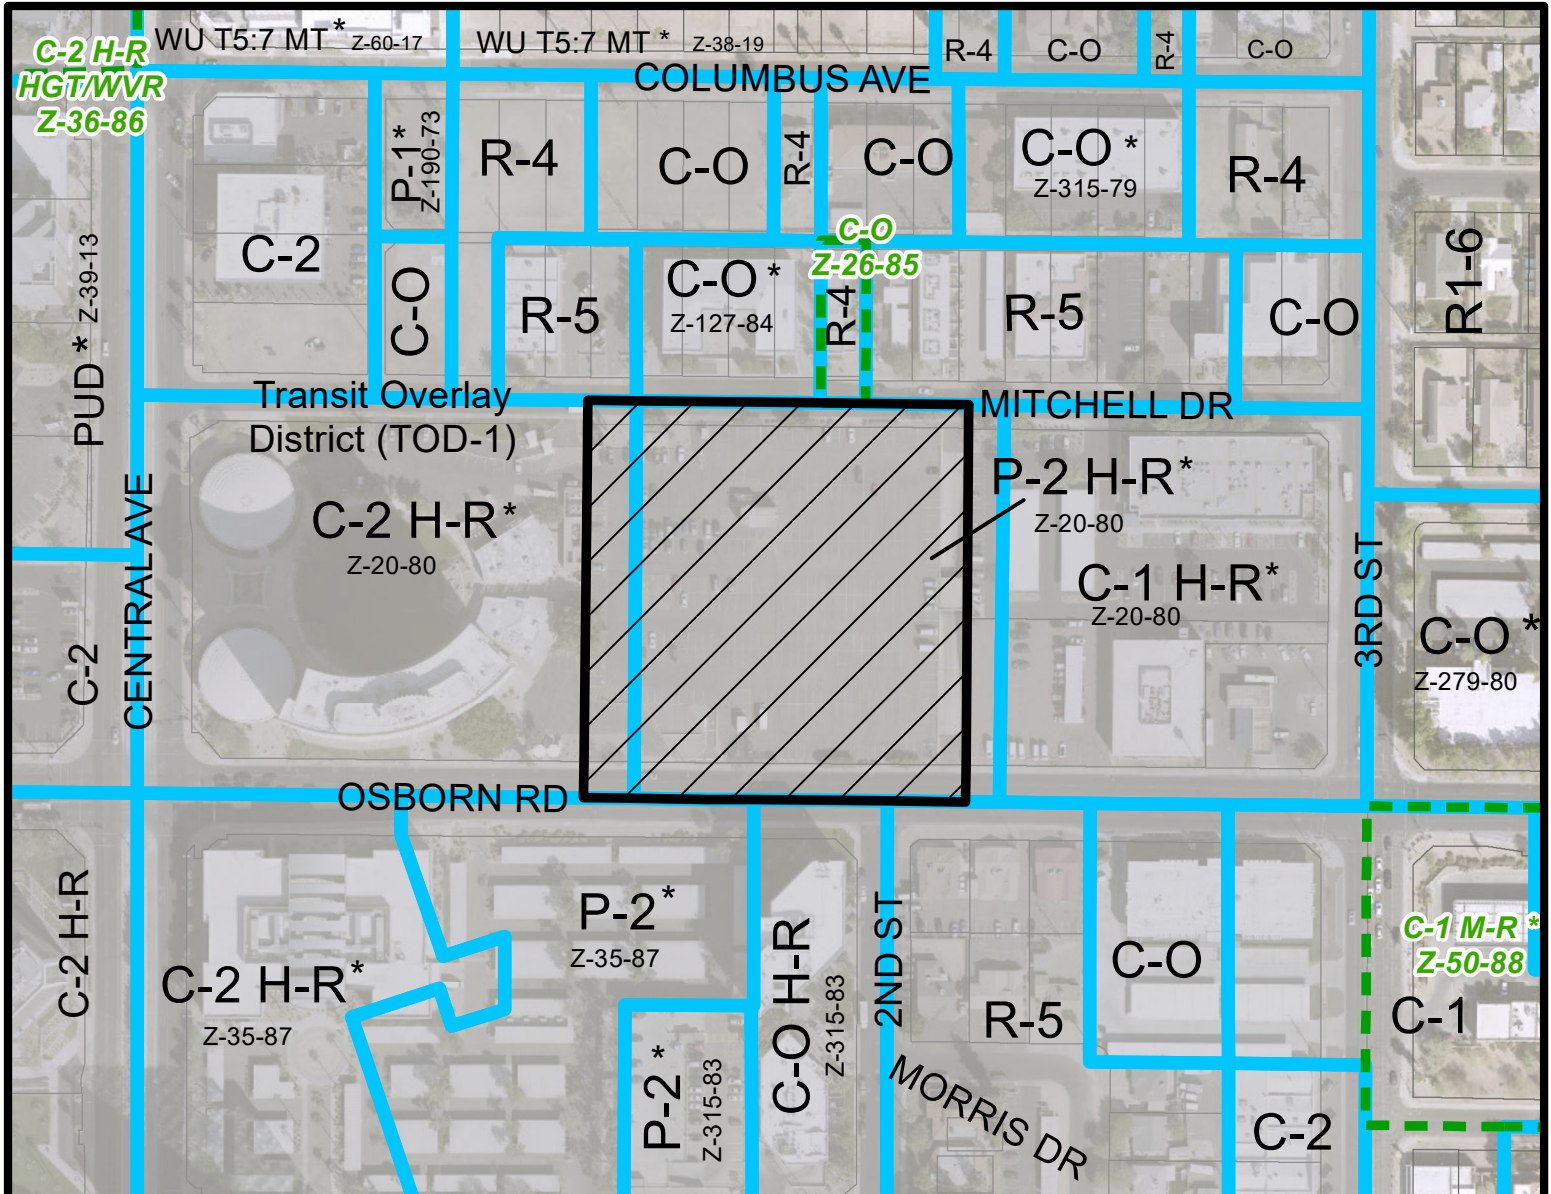 C-2 H-R
HGT/WVR
Z-36-86
WU T5:7 MT * Z-60-17
WU T5:7 MT * Z-38-19
R-4
C-O
R-4
C-O
COLUMBUS AVE
P-1*
Z-190-73
R-4
C-O
R-4
C-O
C-O *
Z-315-79
R-4
C-2
C-O
R-5
C-O *
Z-127-84
C-O
Z-26-85
R-4
R-5
C-O
R1-6
PUD *
Z-39-13
Transit Overlay
District (TOD-1)
MITCHELL DR
C-2 H-R*
Z-20-80
P-2 H-R*
Z-20-80
C-1 H-R*
Z-20-80
CENTRAL AVE
3RD ST
C-2
C-O *
Z-279-80
OSBORN RD
C-2 H-R
C-2 H-R*
Z-35-87
P-2*
Z-35-87
P-2*
Z-315-83
C-O H-R
Z-315-83
2ND ST
R-5
MORRIS DR
C-O
C-2
C-1 M-R *
Z-50-88
C-1